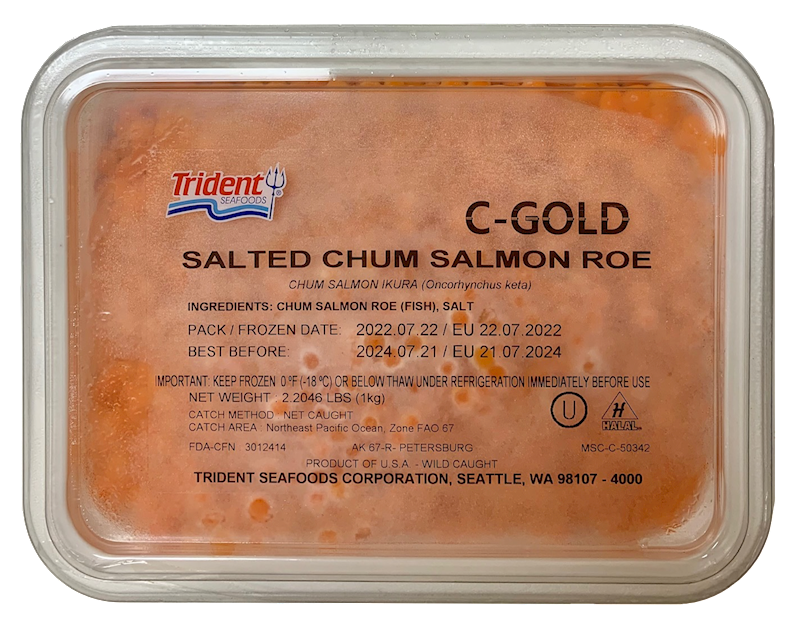 Trident
SEAFOODS
C-GOLD
SALTED CHUM SALMON ROE
CHUM SALMON IKURA (Oncorhynchus keta)
INGREDIENTS: CHUM SALMON ROE (FISH), SALT
PACK / FROZEN DATE: 2022.07.22 / EU 22.07.2022
BEST BEFORE: 2024.07.21 / EU 21.07.2024
IMPORTANT: KEEP FROZEN 0 ºF (-18 ºC) OR BELOW THAW UNDER REFRIGERATION IMMEDIATELY BEFORE USE
NET WEIGHT 2.2046 LBS (1kg)
CATCH METHOD : NET CAUGHT
CATCH AREA : Northeast Pacific Ocean, Zone FAO 67
U
H
HALAL
FDA-CFN 3012414 AK 67-R- PETERSBURG MSC-C-50342
PRODUCT OF U.S.A - WILD CAUGHT
TRIDENT SEAFOODS CORPORATION, SEATTLE, WA 98107 - 4000